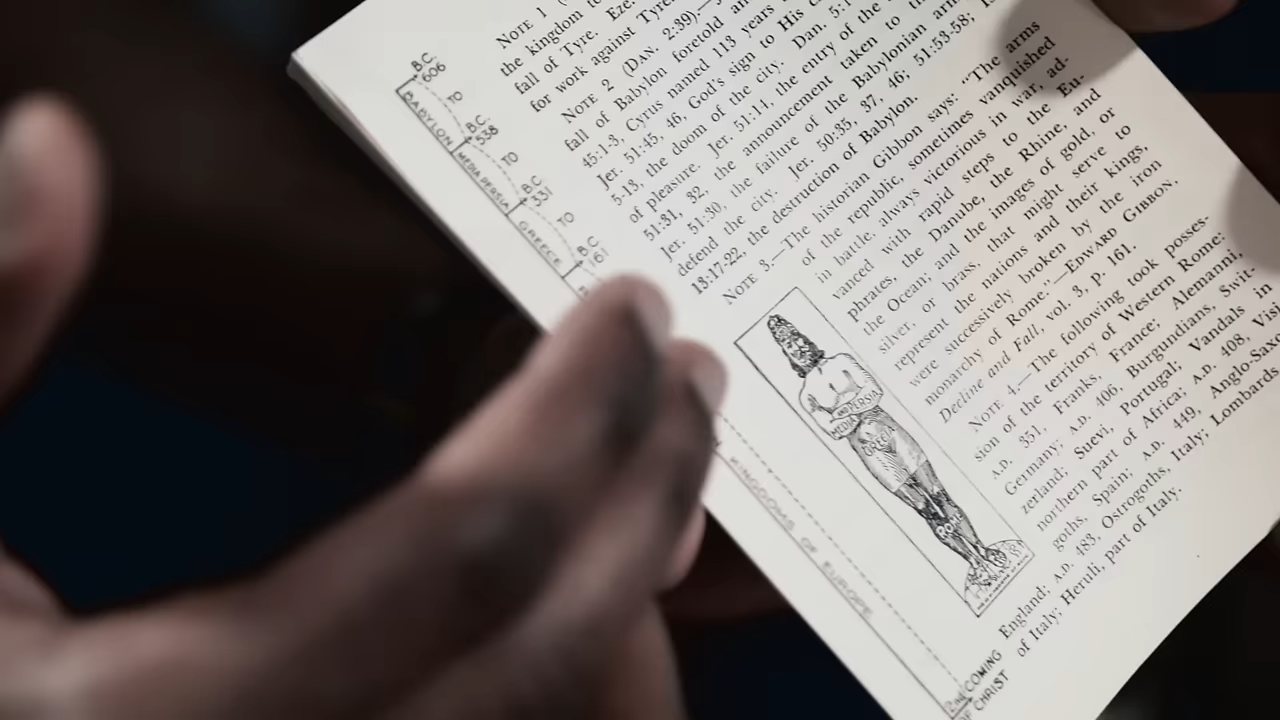 B.C. 606
TO
B.C. 538
TO
B.C. 331
TO
B.C. 161
BABYLON
MEDIA PERSIA
GREECE
KINGDOMS OF EUROPE
2nd COMING
OF CHRIST
NOTE 1
the kingdom
fall of Tyre. Eze.
for work against Tyre
NOTE 2 (DAN. 2:39).—
fall of Babylon foretold
45:1-3, Cyrus named 113 years
Jer. 51:45, 46, God's sign to His
5-13, the doom of the city. Dan. 5:1
of pleasure. Jer. 51:14, the entry of the
51:31, 32, the announcement taken to
Jer. 51:30, the failure of the Babylonian
defend the city. Jer. 50:35, 37, 46; 51:53-58;
13:17-22, the destruction of Babylon.
NOTE 3.—The historian Gibbon says: "The arms
of the republic, sometimes vanquished
in battle, always victorious in war, ad-
vanced with rapid steps to the Eu-
phrates, the Danube, the Rhine, and
the Ocean; and the images of gold, or
silver, or brass, that might serve to
represent the nations and their kings,
were successively broken by the iron
monarchy of Rome."—EDWARD GIBBON,
Decline and Fall, vol. 3, p. 161.
NOTE 4.—The following took posses-
sion of the territory of Western Rome:
A.D. 351, Franks, France; Alemanni,
Germany; A.D. 406, Burgundians, Swit-
zerland; Suevi, Portugal; Vandals in
northern part of Africa; A.D. 408, Vis
goths, Spain; A.D. 449, Anglo-Saxo
England; A.D. 483, Ostrogoths, Italy; Lombards
of Italy; Heruli, part of Italy.
MEDIA AND PERSIA
GRECIA
ROME